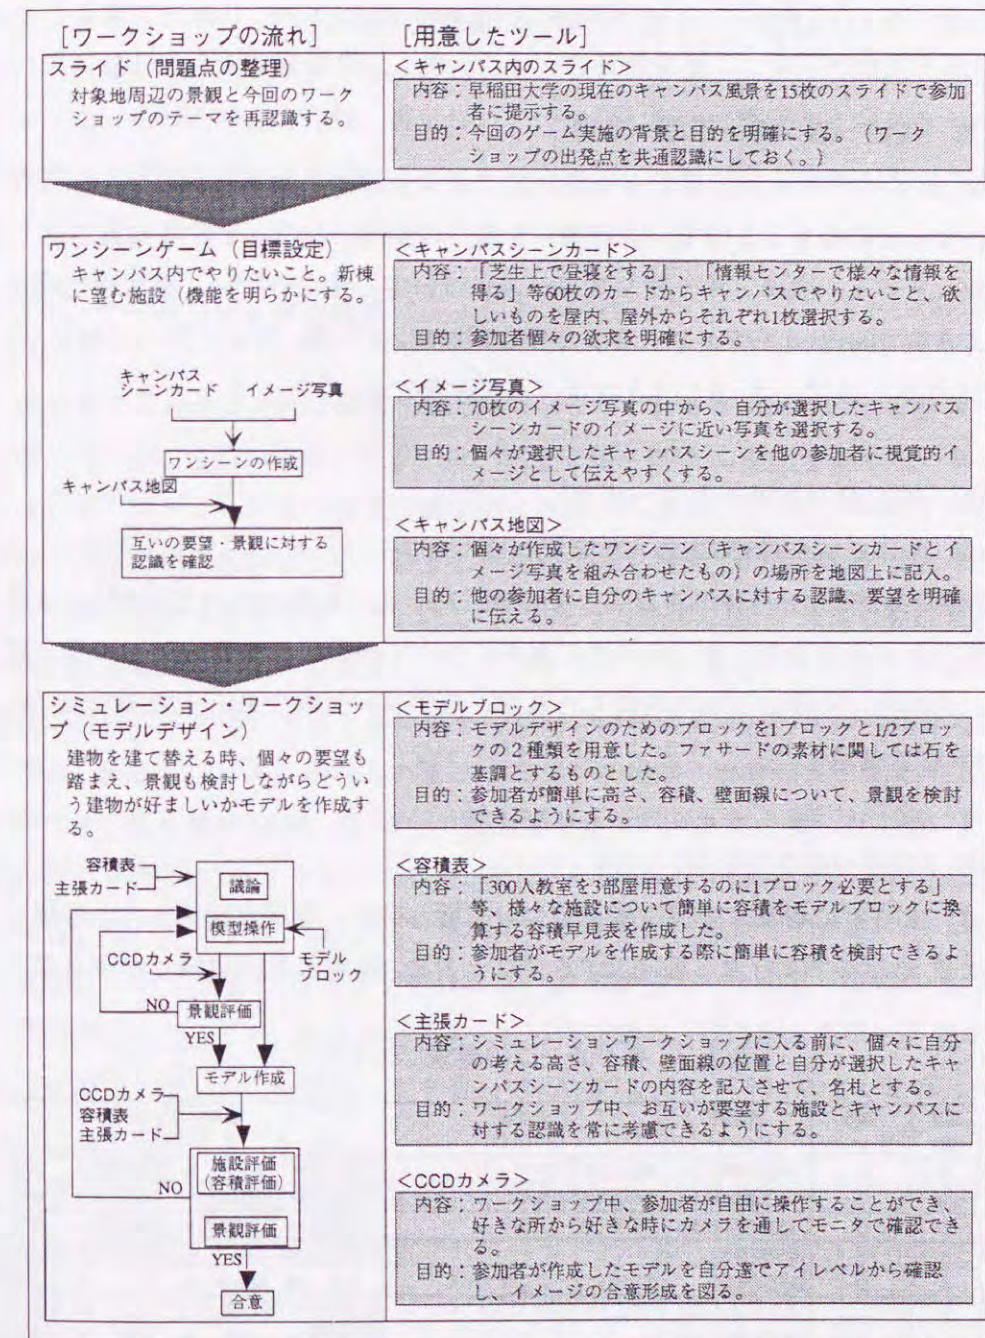 [ワークショップの流れ]
[用意したツール]
スライド（問題点の整理）
対象地周辺の景観と今回のワーク
ショップのテーマを再認識する。
＜キャンパス内のスライド＞
内容：早稲田大学の現在のキャンパス風景を15枚のスライドで参加
者に提示する。
目的：今回のゲーム実施の背景と目的を明確にする。（ワーク
ショップの出発点を共通認識にしておく。）
ワンシーンゲーム（目標設定）
キャンパス内でやりたいこと。新棟
に望む施設（機能を明らかにする。
キャンパス
シーンカード
イメージ写真
ワンシーンの作成
キャンパス地図
互いの要望・景観に対する
認識を確認
＜キャンパスシーンカード＞
内容：「芝生上で昼寝をする」、「情報センターで様々な情報を
得る」等60枚のカードからキャンパスでやりたいこと、欲
しいものを屋内、屋外からそれぞれ1枚選択する。
目的：参加者個々の欲求を明確にする。
＜イメージ写真＞
内容：70枚のイメージ写真の中から、自分が選択したキャンパス
シーンカードのイメージに近い写真を選択する。
目的：個々が選択したキャンパスシーンを他の参加者に視覚的イ
メージとして伝えやすくする。
＜キャンパス地図＞
内容：個々が作成したワンシーン（キャンパスシーンカードとイ
メージ写真を組み合わせたもの）の場所を地図上に記入。
目的：他の参加者に自分のキャンパスに対する認識、要望を明確
に伝える。
シミュレーション・ワークショッ
プ（モデルデザイン）
建物を建て替える時、個々の要望も
踏まえ、景観も検討しながらどうい
う建物が好ましいかモデルを作成す
る。
容積表
主張カード
議論
模型操作
CCDカメラ
モデル
ブロック
NO
景観評価
YES
モデル作成
CCDカメラ
容積表
主張カード
施設評価
（容積評価）
NO
景観評価
YES
合意
＜モデルブロック＞
内容：モデルデザインのためのブロックを1ブロックと1/2ブロッ
クの２種類を用意した。ファサードの素材に関しては石を
基調とするものとした。
目的：参加者が簡単に高さ、容積、壁面線について、景観を検討
できるようにする。
＜容積表＞
内容：「300人教室を3部屋用意するのに1ブロック必要とする」
等、様々な施設について簡単に容積をモデルブロックに換
算する容積早見表を作成した。
目的：参加者がモデルを作成する際に簡単に容積を検討できるよ
うにする。
＜主張カード＞
内容：シミュレーションワークショップに入る前に、個々に自分
の考える高さ、容積、壁面線の位置と自分が選択したキャ
ンパスシーンカードの内容を記入させて、名札とする。
目的：ワークショップ中、お互いが要望する施設とキャンパスに
対する認識を常に考慮できるようにする。
＜CCDカメラ＞
内容：ワークショップ中、参加者が自由に操作することができ、
好きな所から好きな時にカメラを通してモニタで確認でき
る。
目的：参加者が作成したモデルを自分達でアイレベルから確認
し、イメージの合意形成を図る。